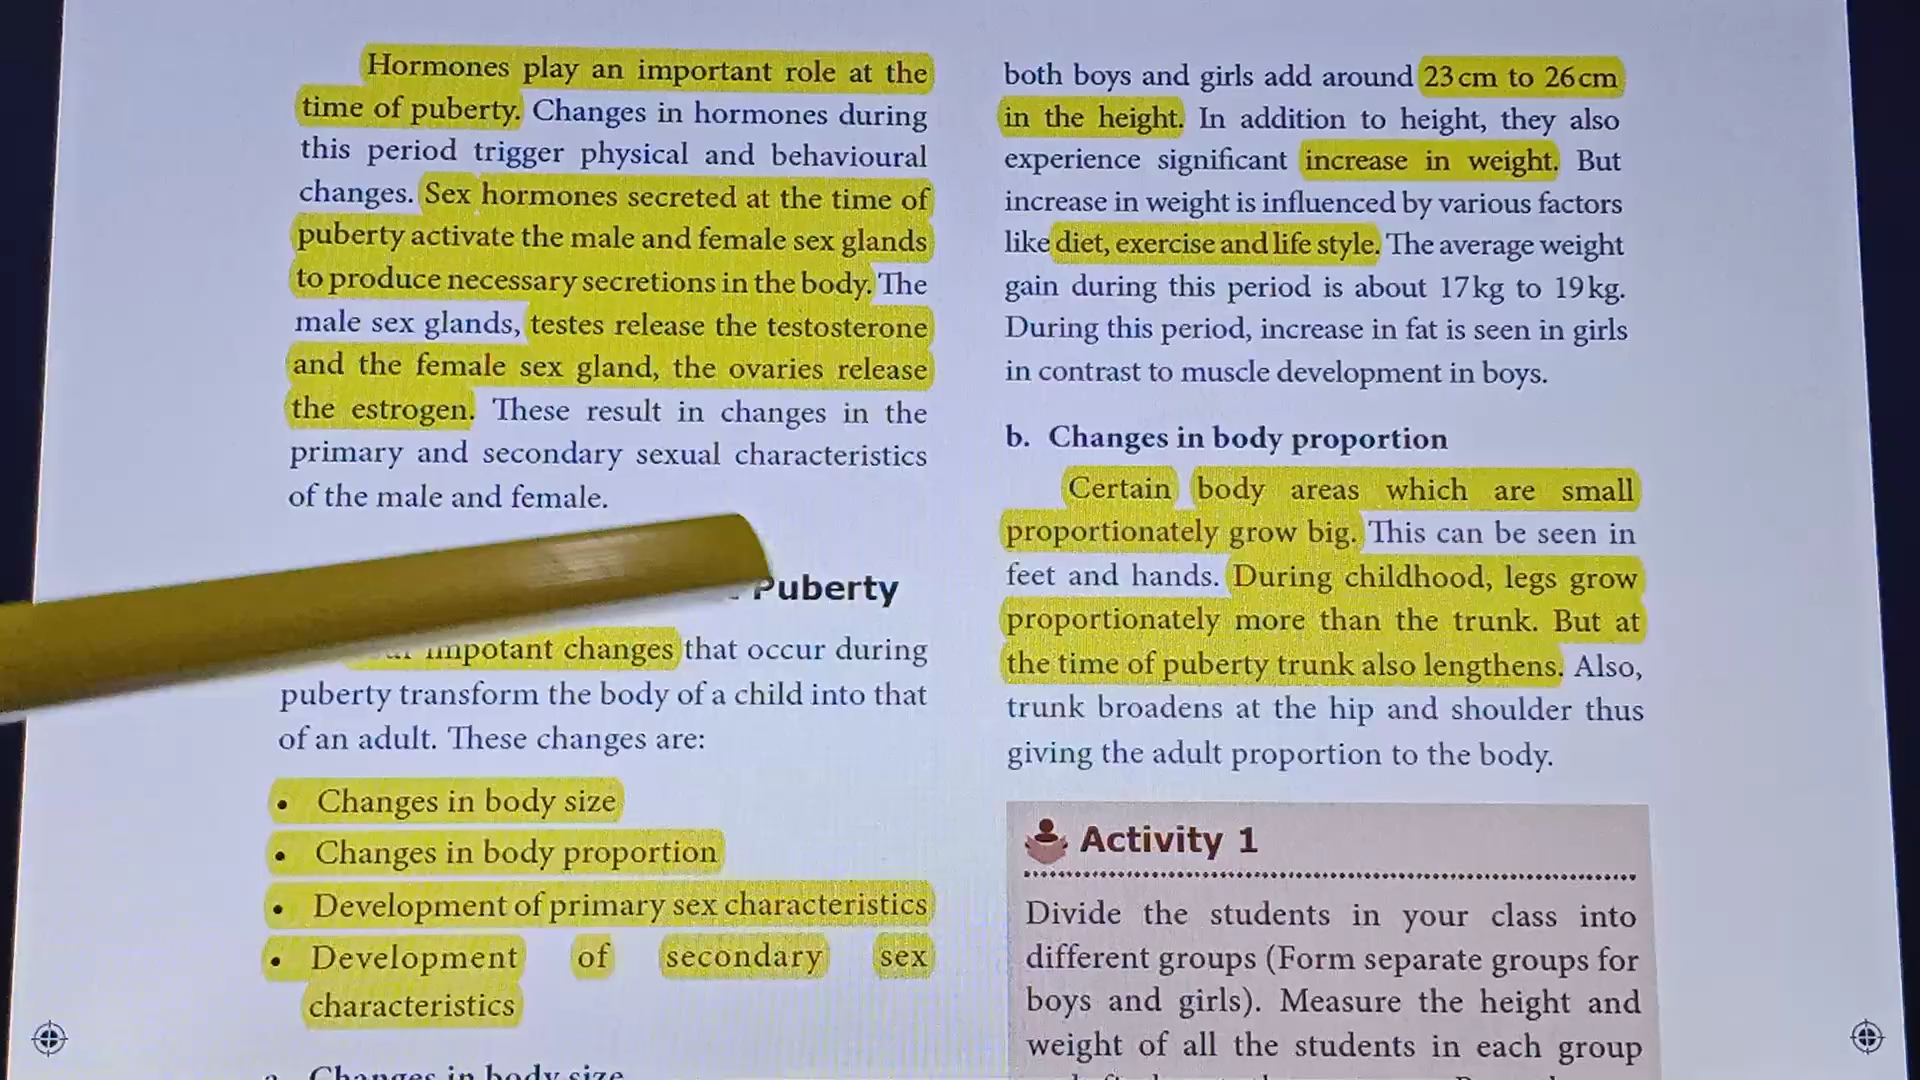 Hormones play an important role at the
time of puberty. Changes in hormones during
this period trigger physical and behavioural
changes. Sex hormones secreted at the time of
puberty activate the male and female sex glands
to produce necessary secretions in the body. The
male sex glands, testes release the testosterone
and the female sex gland, the ovaries release
the estrogen. These result in changes in the
primary and secondary sexual characteristics
of the male and female.
Puberty
impotant changes that occur during
puberty transform the body of a child into that
of an adult. These changes are:
• Changes in body size
• Changes in body proportion
• Development of primary sex characteristics
• Development of secondary sex
characteristics
Changes in body size
both boys and girls add around 23 cm to 26 cm
in the height. In addition to height, they also
experience significant increase in weight. But
increase in weight is influenced by various factors
like diet, exercise and life style. The average weight
gain during this period is about 17 kg to 19 kg.
During this period, increase in fat is seen in girls
in contrast to muscle development in boys.
b. Changes in body proportion
Certain body areas which are small
proportionately grow big. This can be seen in
feet and hands. During childhood, legs grow
proportionately more than the trunk. But at
the time of puberty trunk also lengthens. Also,
trunk broadens at the hip and shoulder thus
giving the adult proportion to the body.
Activity 1
Divide the students in your class into
different groups (Form separate groups for
boys and girls). Measure the height and
weight of all the students in each group